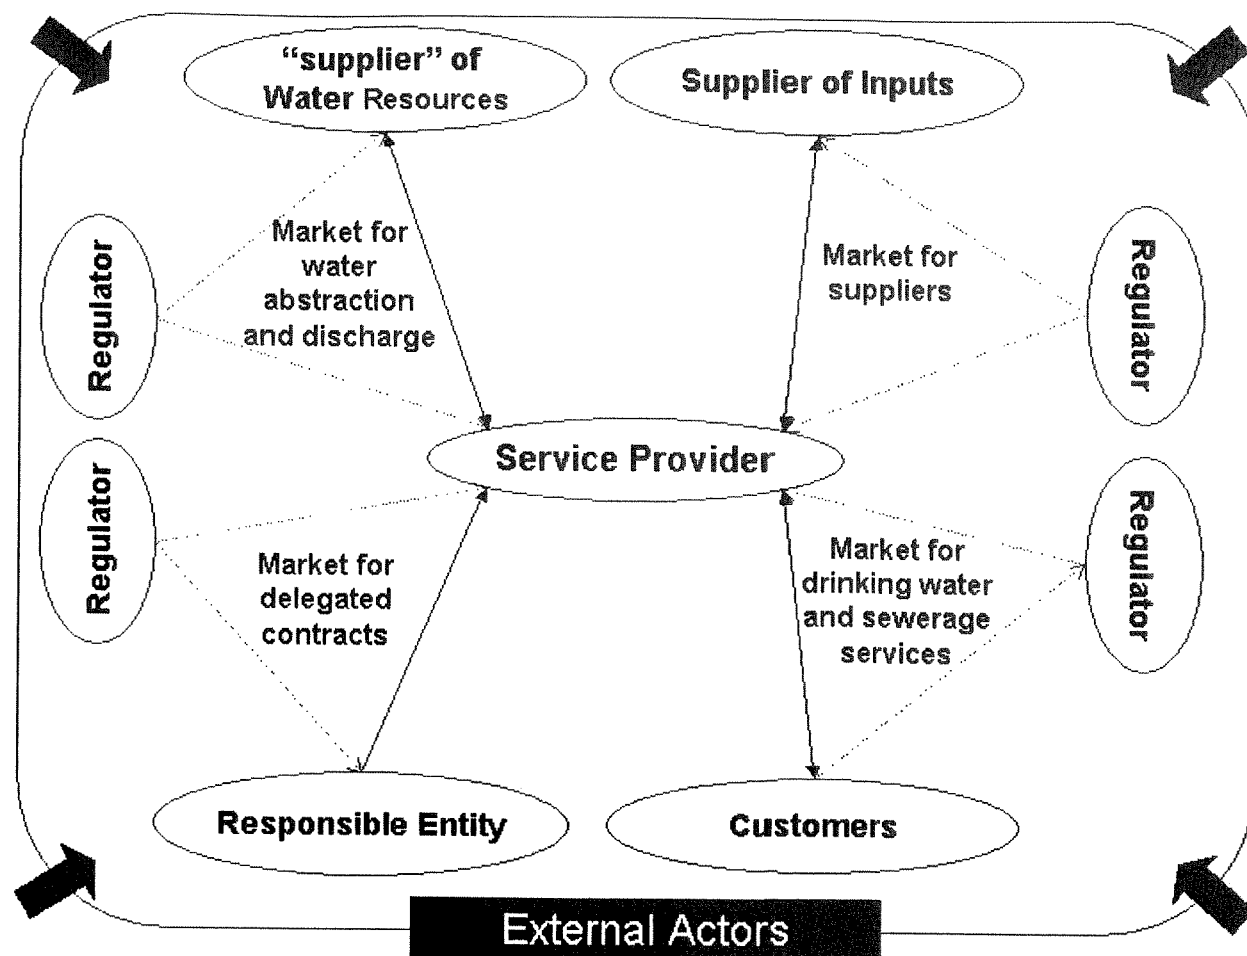 “supplier” of
Water Resources
Supplier of Inputs
Regulator
Market for
water
abstraction
and discharge
Market for
suppliers
Regulator
Service Provider
Regulator
Market for
delegated
contracts
Market for
drinking water
and sewerage
services
Regulator
Responsible Entity
Customers
External Actors